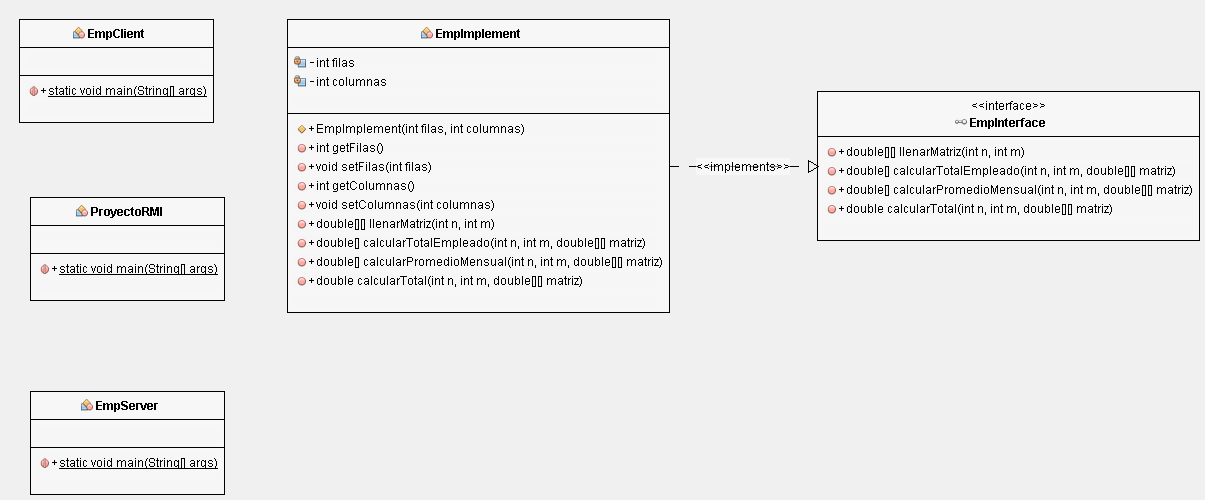 EmpClient
+ static void main(String[] args)
EmpImplement
- int filas
- int columnas
+ EmpImplement(int filas, int columnas)
+ int getFilas()
+ void setFilas(int filas)
+ int getColumnas()
+ void setColumnas(int columnas)
+ double[][] llenarMatriz(int n, int m)
+ double[] calcularTotalEmpleado(int n, int m, double[][] matriz)
+ double[] calcularPromedioMensual(int n, int m, double[][] matriz)
+ double calcularTotal(int n, int m, double[][] matriz)
<<implements>>
<<interface>>
EmpInterface
+ double[][] llenarMatriz(int n, int m)
+ double[] calcularTotalEmpleado(int n, int m, double[][] matriz)
+ double[] calcularPromedioMensual(int n, int m, double[][] matriz)
+ double calcularTotal(int n, int m, double[][] matriz)
ProyectoRMI
+ static void main(String[] args)
EmpServer
+ static void main(String[] args)